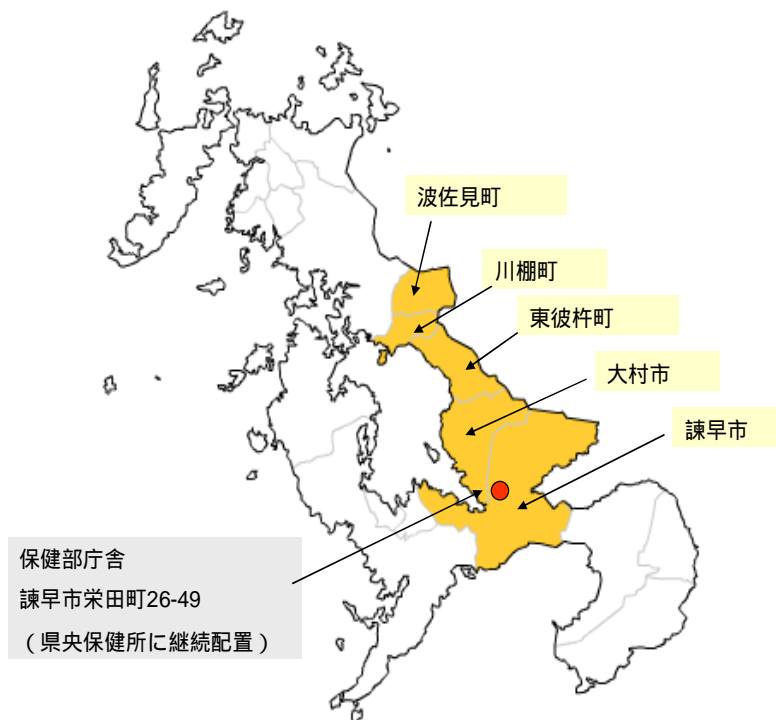 波佐見町
川棚町
東彼杵町
大村市
諫早市
保健部庁舎
諫早市栄田町26-49
（県央保健所に継続配置）